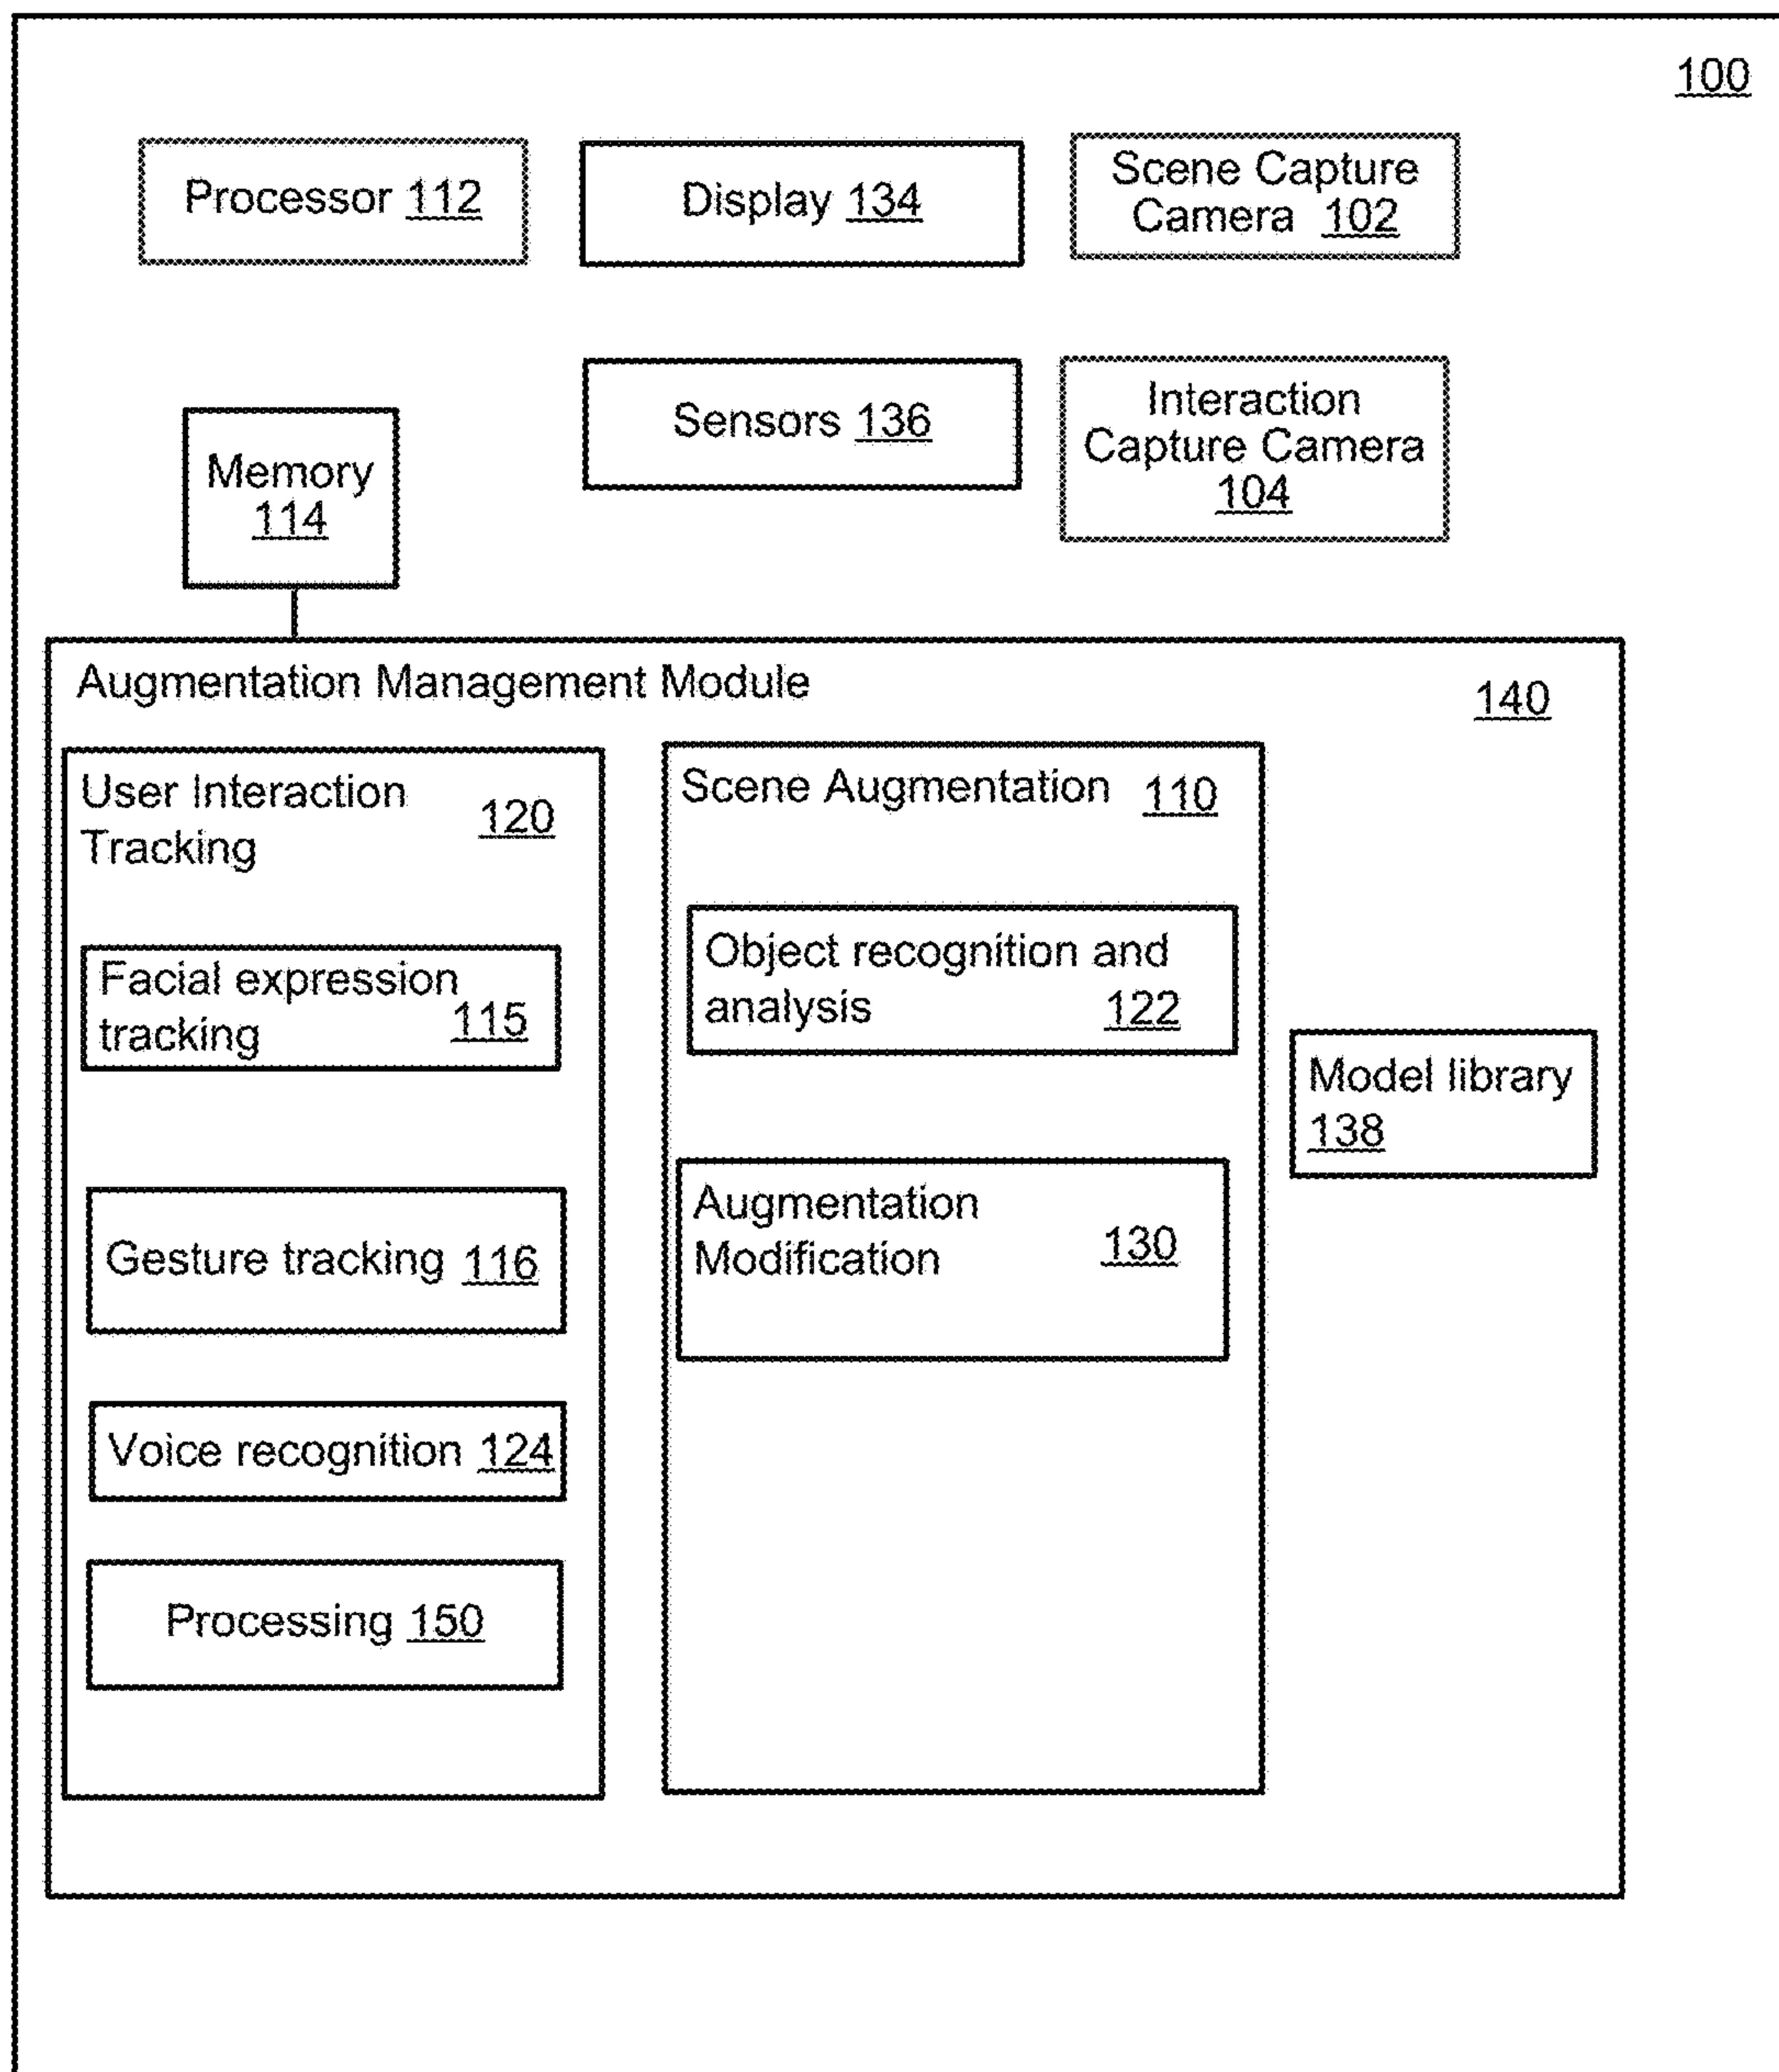 100
Processor 112
Display 134
Scene Capture
Camera 102
Sensors 136
Interaction
Capture Camera
104
Memory
114
Augmentation Management Module
140
User Interaction
Tracking
120
Facial expression
tracking
115
Gesture tracking 116
Voice recognition 124
Processing 150
Scene Augmentation 110
Object recognition and
analysis 122
Augmentation
Modification
130
Model library
138